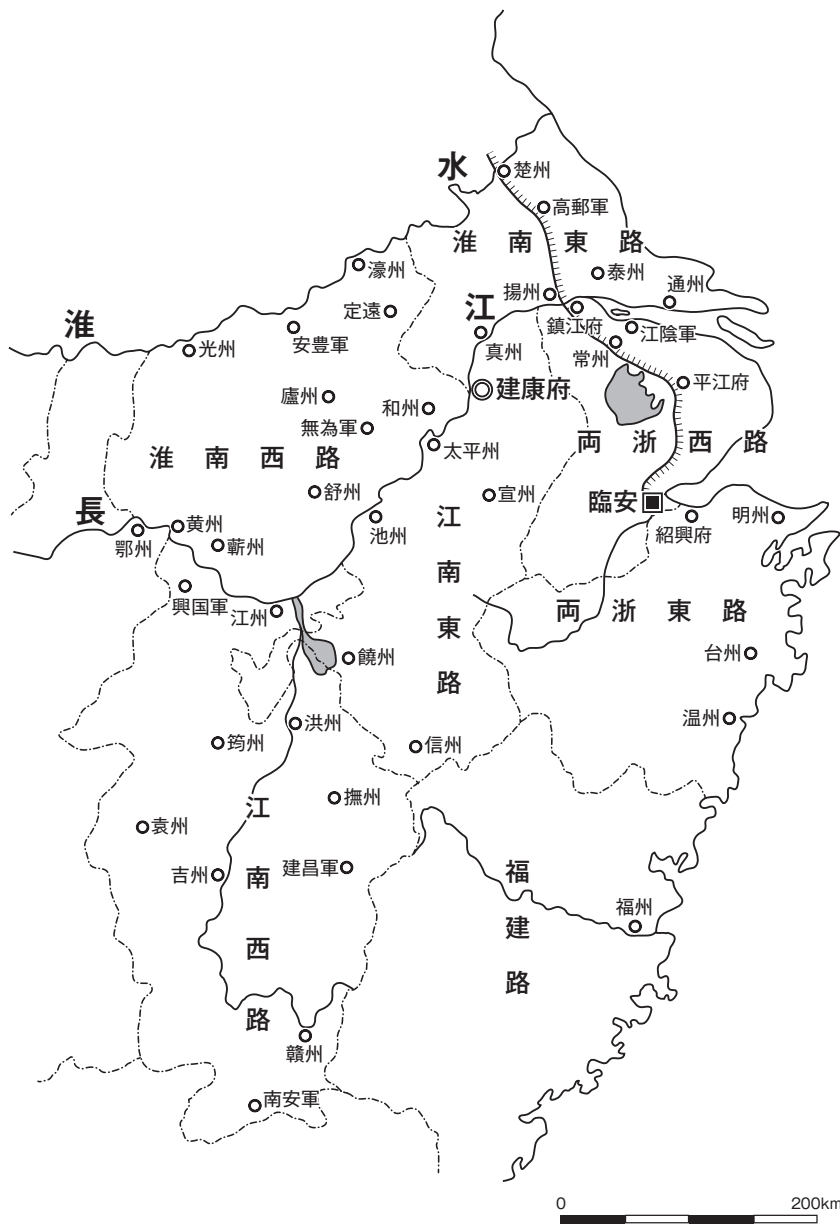 水
楚州
高郵軍
淮南東路
濠州
泰州
通州
揚州
定遠
江
淮
鎮江府
江陰軍
安豊軍
真州
光州
常州
平江府
建康府
廬州
和州
無為軍
両浙西路
太平州
淮南西路
舒州
宣州
臨安
長
黄州
池州
紹興府
明州
鄂州
蘄州
江南東路
興国軍
江州
両浙東路
台州
饒州
温州
洪州
筠州
信州
撫州
江南西路
袁州
建昌軍
吉州
福建路
福州
贛州
南安軍
0
200km